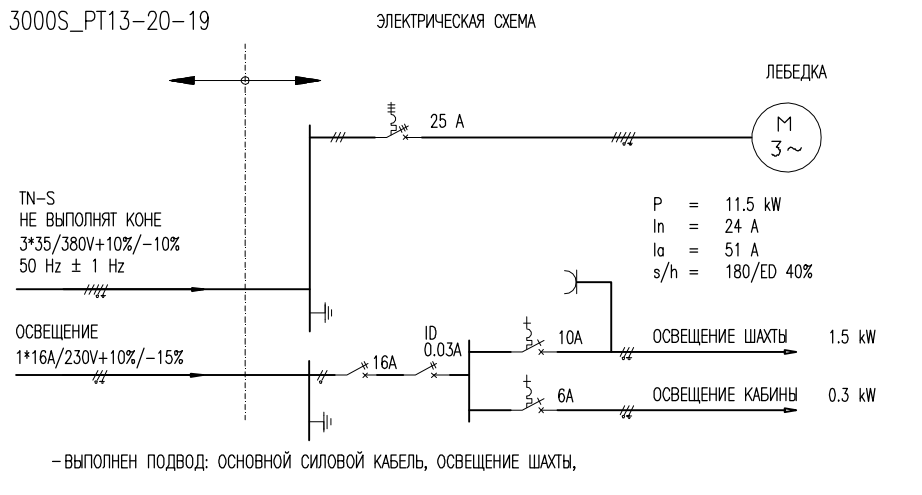 3000S_PT13-20-19
ЭЛЕКТРИЧЕСКАЯ СХЕМА
ЛЕБЕДКА
25 A
M
3~
TN-S
НЕ ВЫПОЛНЯТ КОНЕ
3*35/380V+10%/-10%
50 Hz ± 1 Hz
P = 11.5 kW
In = 24 A
Ia = 51 A
s/h = 180/ED 40%
ОСВЕЩЕНИЕ
1*16A/230V+10%/-15%
16A
ID
0.03A
10A
ОСВЕЩЕНИЕ ШАХТЫ 1.5 kW
6A
ОСВЕЩЕНИЕ КАБИНЫ 0.3 kW
-ВЫПОЛНЕН ПОДВОД: ОСНОВНОЙ СИЛОВОЙ КАБЕЛЬ, ОСВЕЩЕНИЕ ШАХТЫ,